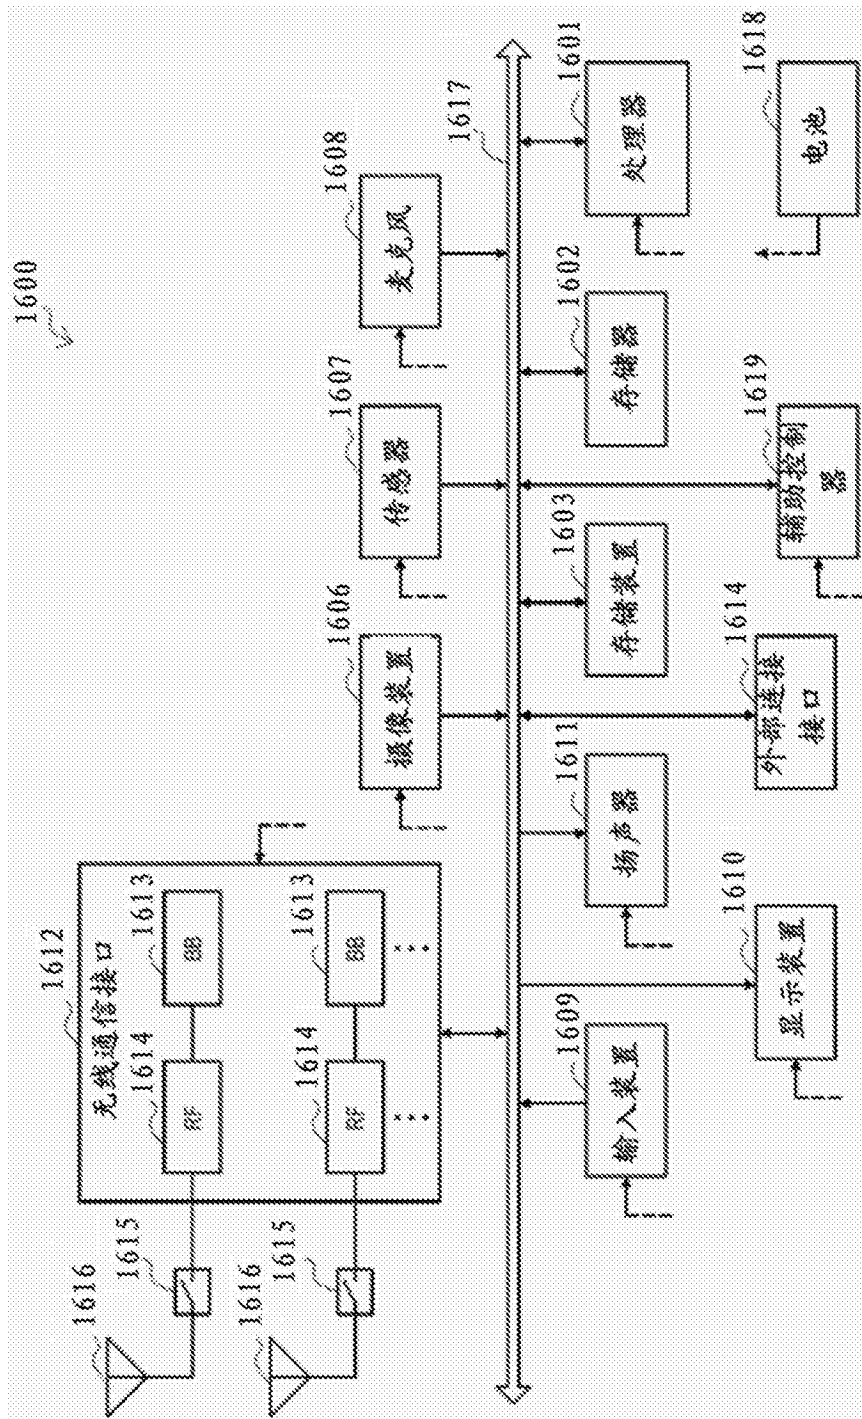 1600
1612
无线通信接口
1616
1615
1614
RF
1613
BB
1616
1615
1614
RF
1613
BB
1606
摄像装置
1607
传感器
1608
麦克风
1617
1609
输入装置
1611
扬声器
1603
存储装置
1602
存储器
1601
处理器
1610
显示装置
1614
外部连接
接口
1619
辅助控制
器
1618
电池